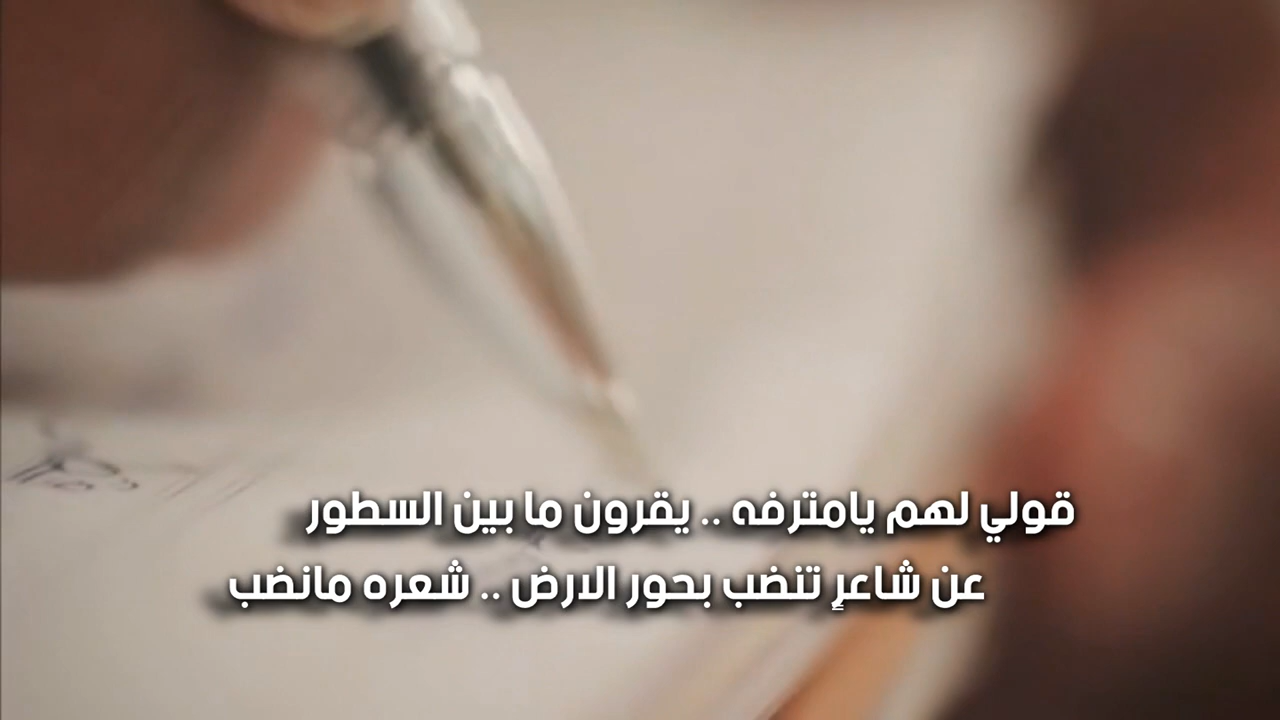 قولي لهم يامترفه .. يقرون ما بين السطور
عن شاعرٍ تنضب بحور الارض .. شعره مانضب